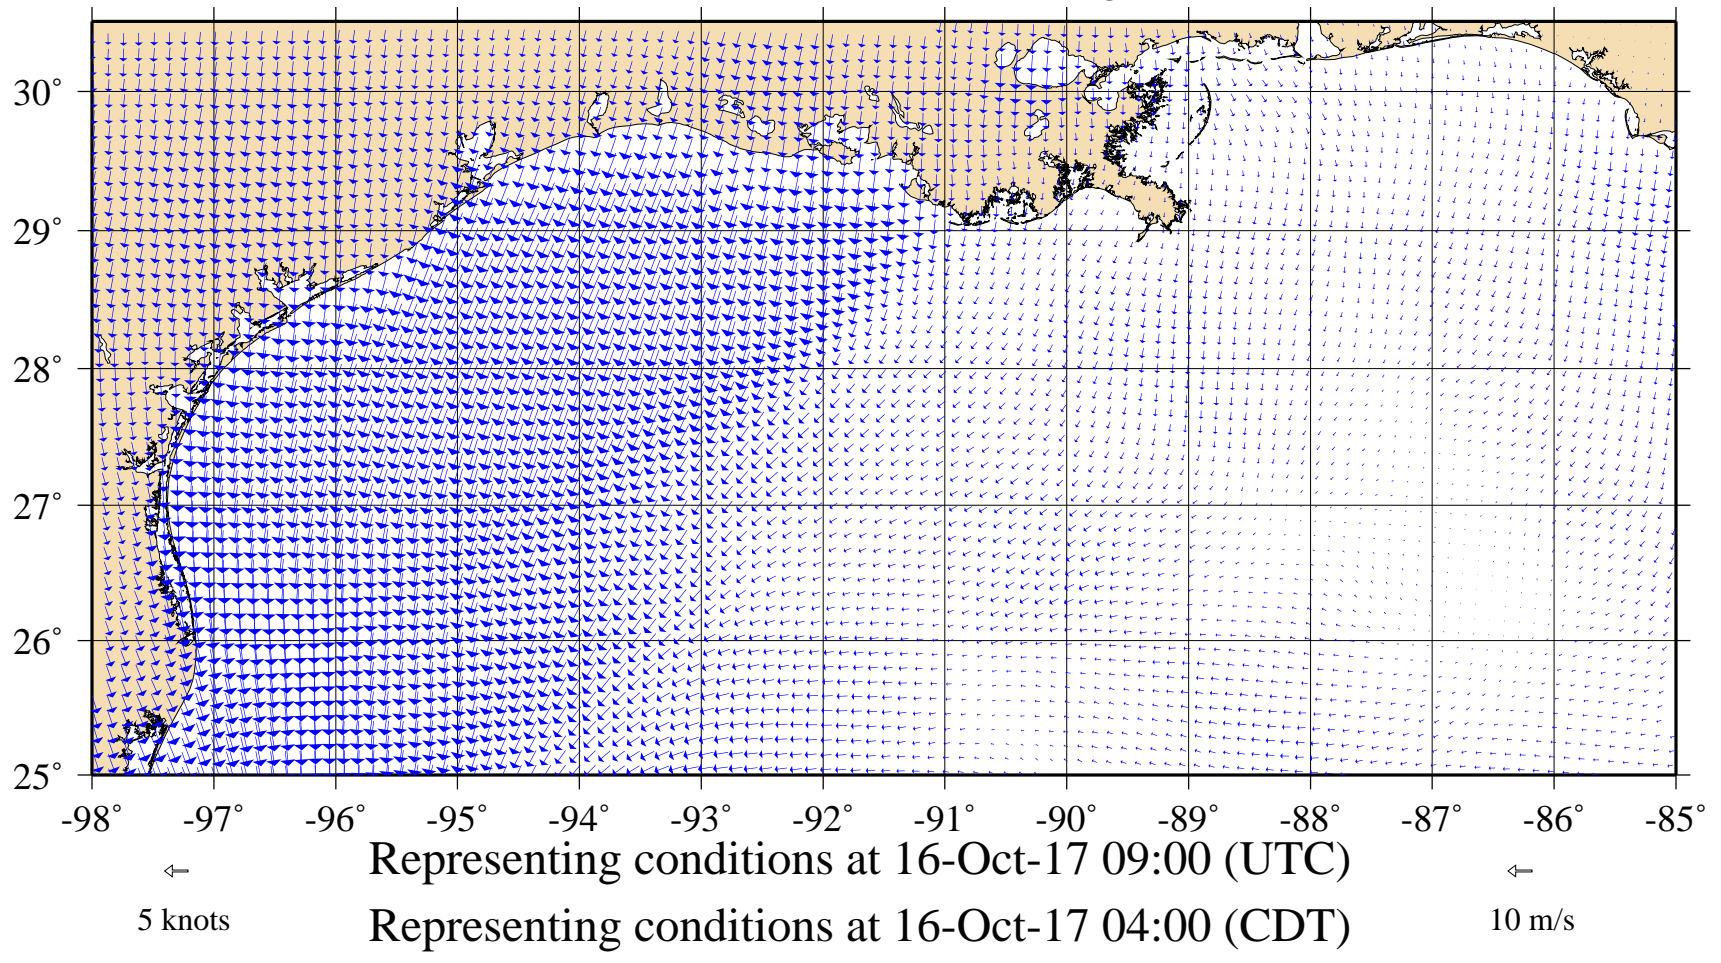 30°
29°
28°
27°
26°
25°
-98° -97° -96° -95° -94° -93° -92° -91° -90° -89° -88° -87° -86° -85°
Representing conditions at 16-Oct-17 09:00 (UTC)
5 knots
Representing conditions at 16-Oct-17 04:00 (CDT)
10 m/s